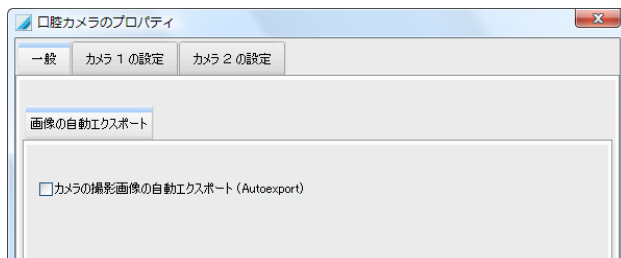 口腔カメラのプロパティ
一般 カメラ 1 の設定 カメラ 2 の設定
画像の自動エクスポート
カメラの撮影画像の自動エクスポート (Autoexport)